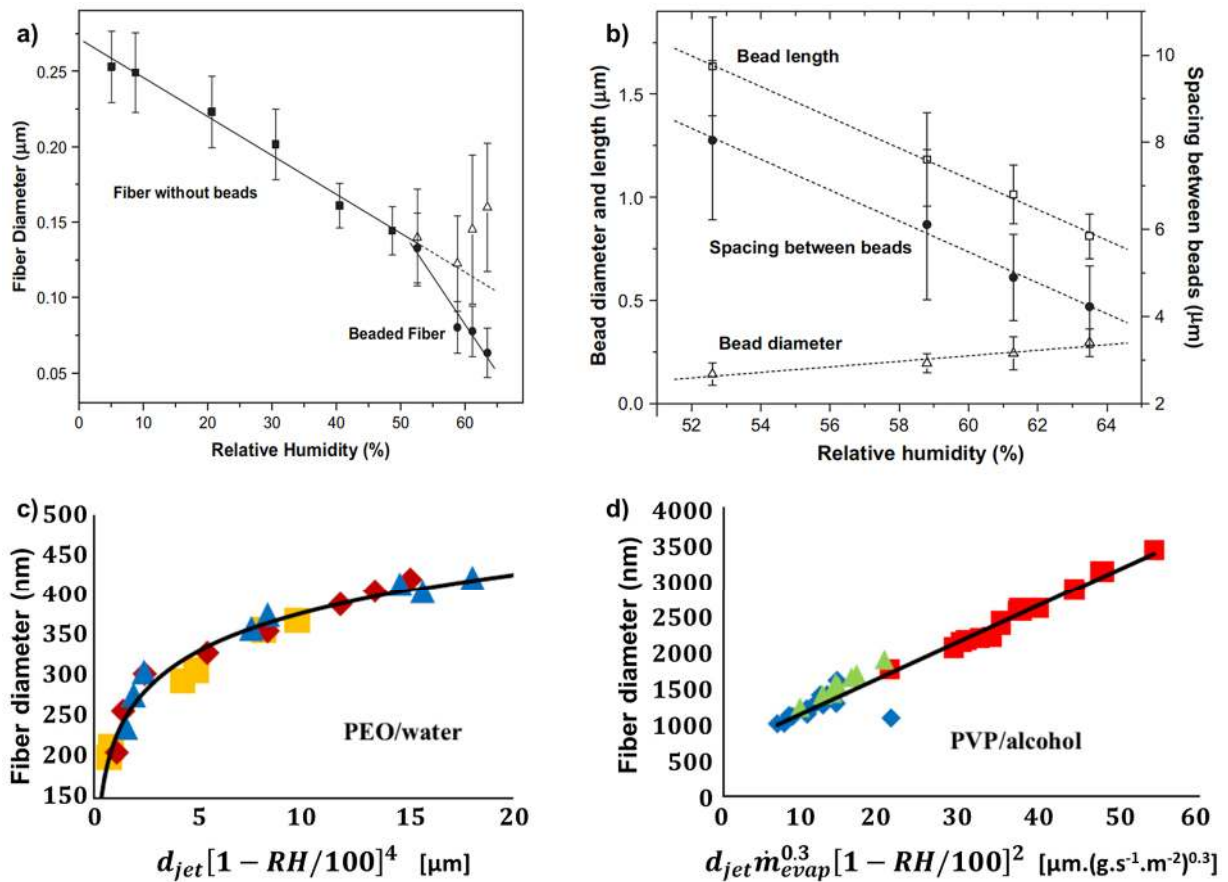 a)
Fiber Diameter (µm)
0.25
0.20
0.15
0.10
0.05
Fiber without beads
Beaded Fiber
0 10 20 30 40 50 60
Relative Humidity (%)
b)
Bead diameter and length (µm)
1.5
1.0
0.5
0.0
Bead length
Spacing between beads
Bead diameter
10
8
6
4
2
Spacing between beads (µm)
52 54 56 58 60 62 64
Relative humidity (%)
c)
Fiber diameter (nm)
500
450
400
350
300
250
200
150
PEO/water
0 5 10 15 20
d_jet[1 − RH/100]^4 [µm]
d)
Fiber diameter (nm)
4000
3500
3000
2500
2000
1500
1000
500
0
PVP/alcohol
0 10 20 30 40 50 60
d_jet ṁ_evap^0.3[1 − RH/100]^2 [µm.(g.s⁻¹.m⁻²)^0.3]